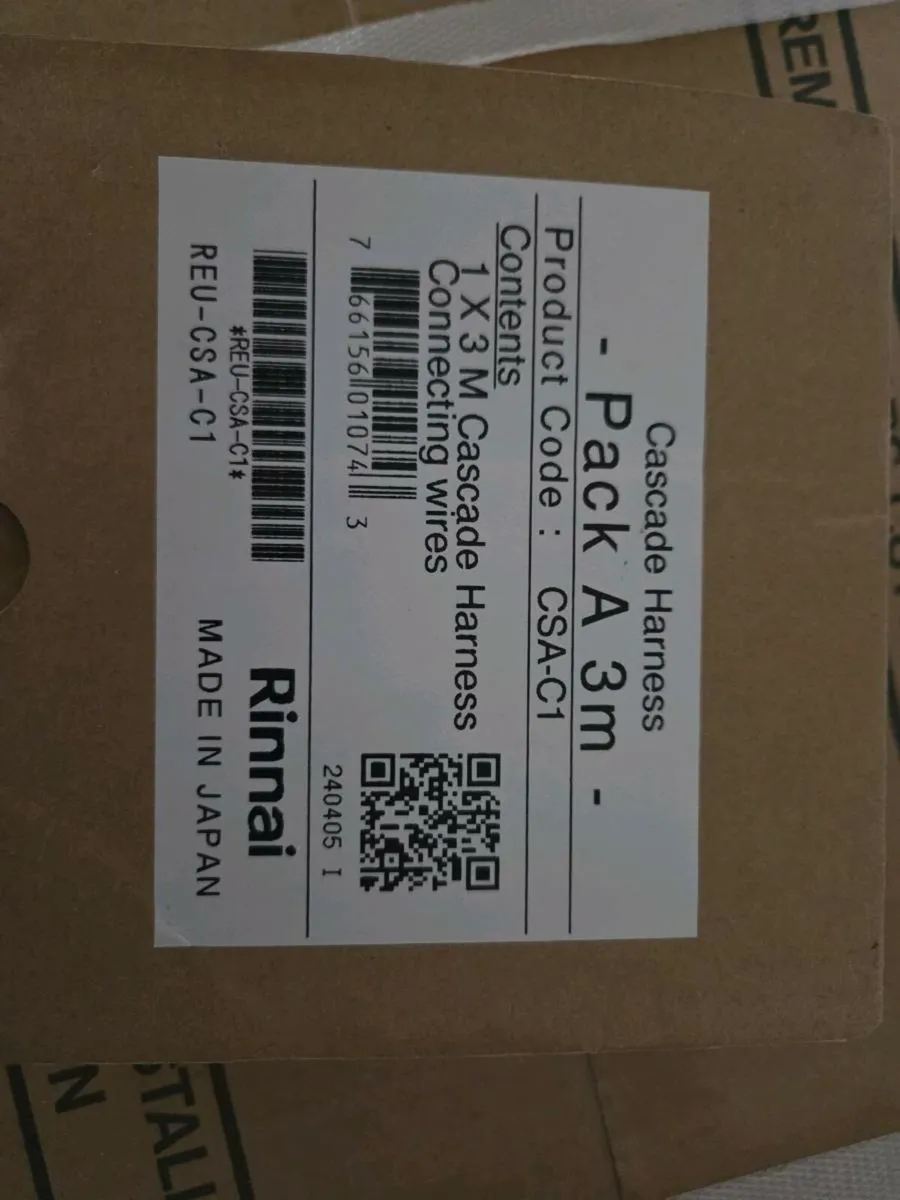 Cascade Harness
- Pack A 3m -
Product Code : CSA-C1
Contents
1 X 3 M Cascade Harness
Connecting wires
7 66156 01074 3
240405 I
*REU-CSA-C1*
Rinnai
REU-CSA-C1
MADE IN JAPAN